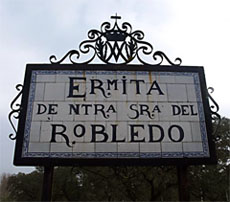 ERMITA
DE NTRA SRA DEL
ROBLEDO